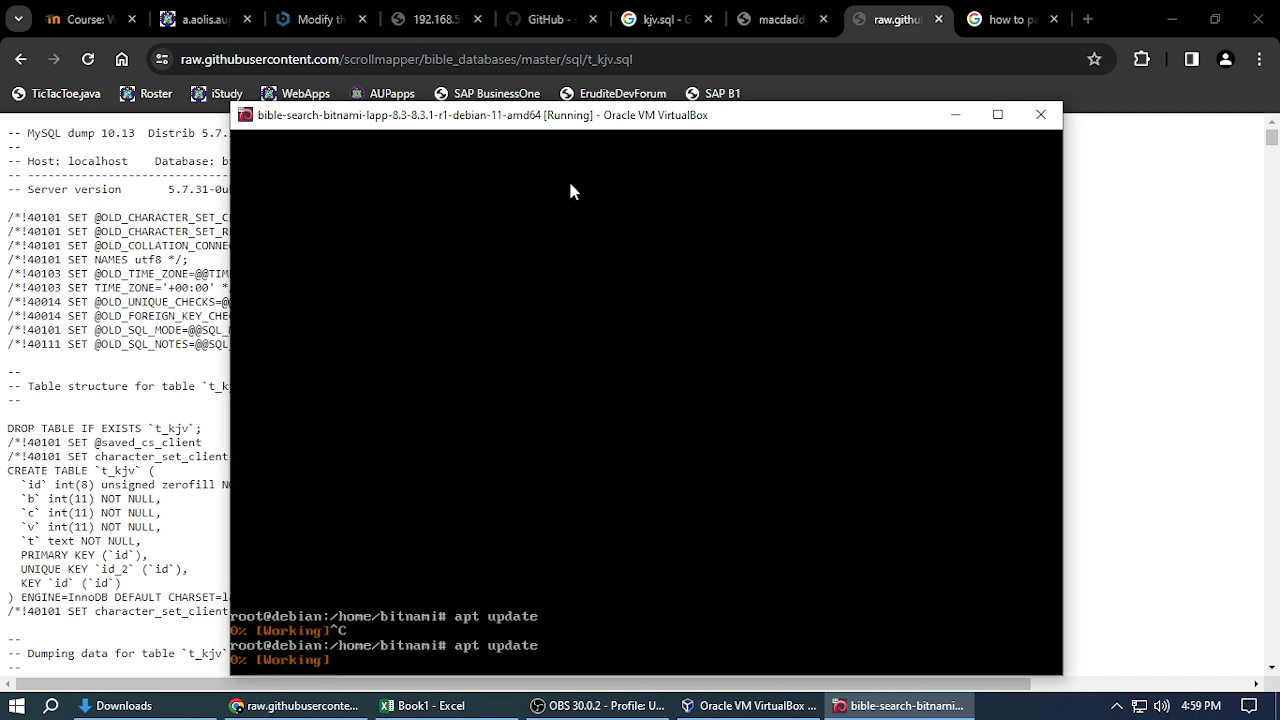 Course: W
a.aolis.aup
Modify th
192.168.5
GitHub - s
kjv.sql - G
macdadd
raw.githu
how to pa
raw.githubusercontent.com/scrollmapper/bible_databases/master/sql/t_kjv.sql
TicTacToe.java
Roster
iStudy
WebApps
AUPapps
SAP BusinessOne
EruditeDevForum
SAP B1
bible-search-bitnami-lapp-8.3-8.3.1-r1-debian-11-amd64 [Running] - Oracle VM VirtualBox
-- MySQL dump 10.13  Distrib 5.7.
--
-- Host: localhost    Database: b
-- ------------------------------
-- Server version       5.7.31-0u
/*!40101 SET @OLD_CHARACTER_SET_C
/*!40101 SET @OLD_CHARACTER_SET_R
/*!40101 SET @OLD_COLLATION_CONNE
/*!40101 SET NAMES utf8 */;
/*!40103 SET @OLD_TIME_ZONE=@@TIM
/*!40103 SET TIME_ZONE='+00:00' *
/*!40014 SET @OLD_UNIQUE_CHECKS=@
/*!40014 SET @OLD_FOREIGN_KEY_CHE
/*!40101 SET @OLD_SQL_MODE=@@SQL_
/*!40111 SET @OLD_SQL_NOTES=@@SQL
--
-- Table structure for table `t_k
--
DROP TABLE IF EXISTS `t_kjv`;
/*!40101 SET @saved_cs_client
/*!40101 SET character_set_client
CREATE TABLE `t_kjv` (
`id` int(8) unsigned zerofill N
`b` int(11) NOT NULL,
`c` int(11) NOT NULL,
`v` int(11) NOT NULL,
`t` text NOT NULL,
PRIMARY KEY (`id`),
UNIQUE KEY `id_2` (`id`),
KEY `id` (`id`)
) ENGINE=InnoDB DEFAULT CHARSET=l
/*!40101 SET character_set_client
--
-- Dumping data for table `t_kjv`
--
root@debian:/home/bitnami# apt update
0% [Working]^C
root@debian:/home/bitnami# apt update
0% [Working]
Downloads
raw.githubuserconte...
Book1 - Excel
OBS 30.0.2 - Profile: U...
Oracle VM VirtualBox ...
bible-search-bitnami...
4:59 PM